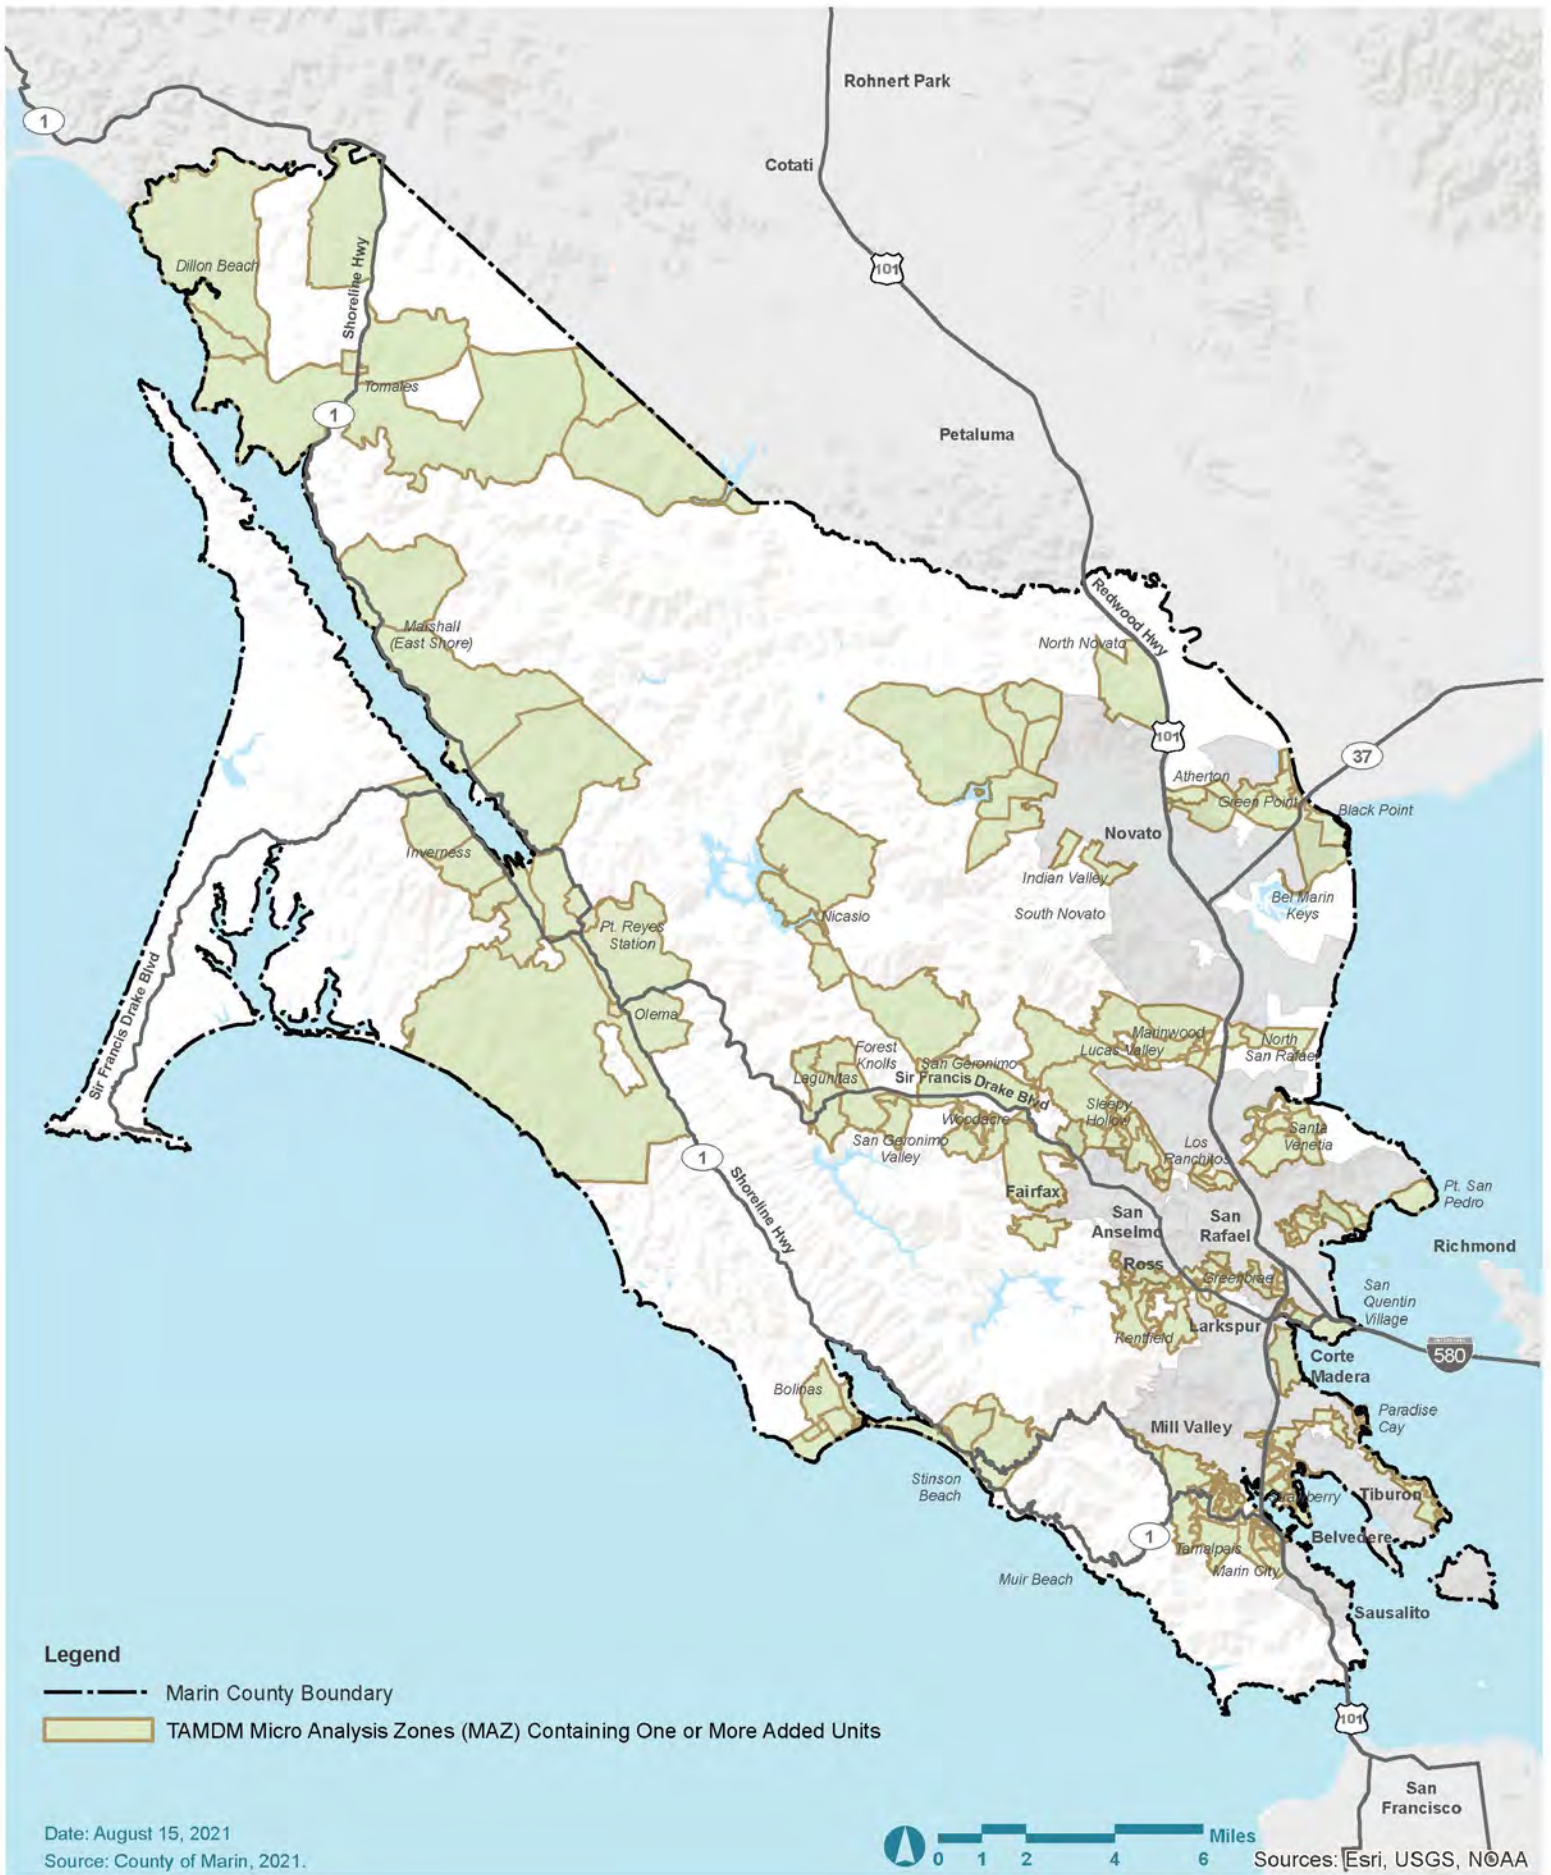 Rohnert Park
1
Cotati
101
Dillon Beach
Shoreline Hwy
Tomales
1
Petaluma
Redwood Hwy
Marshall
(East Shore)
North Novato
101
37
Atherton
Green Point
Black Point
Novato
Inverness
Indian Valley
Bel Marin
Keys
South Novato
Nicasio
Pt. Reyes
Station
Sir Francis Drake Blvd
Olema
Marinwood
Lucas Valley
North
San Rafael
Forest
Knolls
San Geronimo
Lagunitas
Sir Francis Drake Blvd
Sleepy
Hollow
Woodacre
Santa
Venetia
San Geronimo
Valley
Los
Ranchitos
1
Shoreline Hwy
Fairfax
Pt. San
Pedro
San
Anselmo
San
Rafael
Richmond
Ross
Greenbrae
San
Quentin
Village
Larkspur
Kentfield
580
Corte
Madera
Bolinas
Paradise
Cay
Mill Valley
Stinson
Beach
Strawberry
Tiburon
1
Belvedere
Tamalpais
Marin City
Muir Beach
Sausalito
Legend
Marin County Boundary
TAMDM Micro Analysis Zones (MAZ) Containing One or More Added Units
101
San
Francisco
Date: August 15, 2021
Source: County of Marin, 2021.
Miles
0 1 2 4 6
Sources: Esri, USGS, NOAA